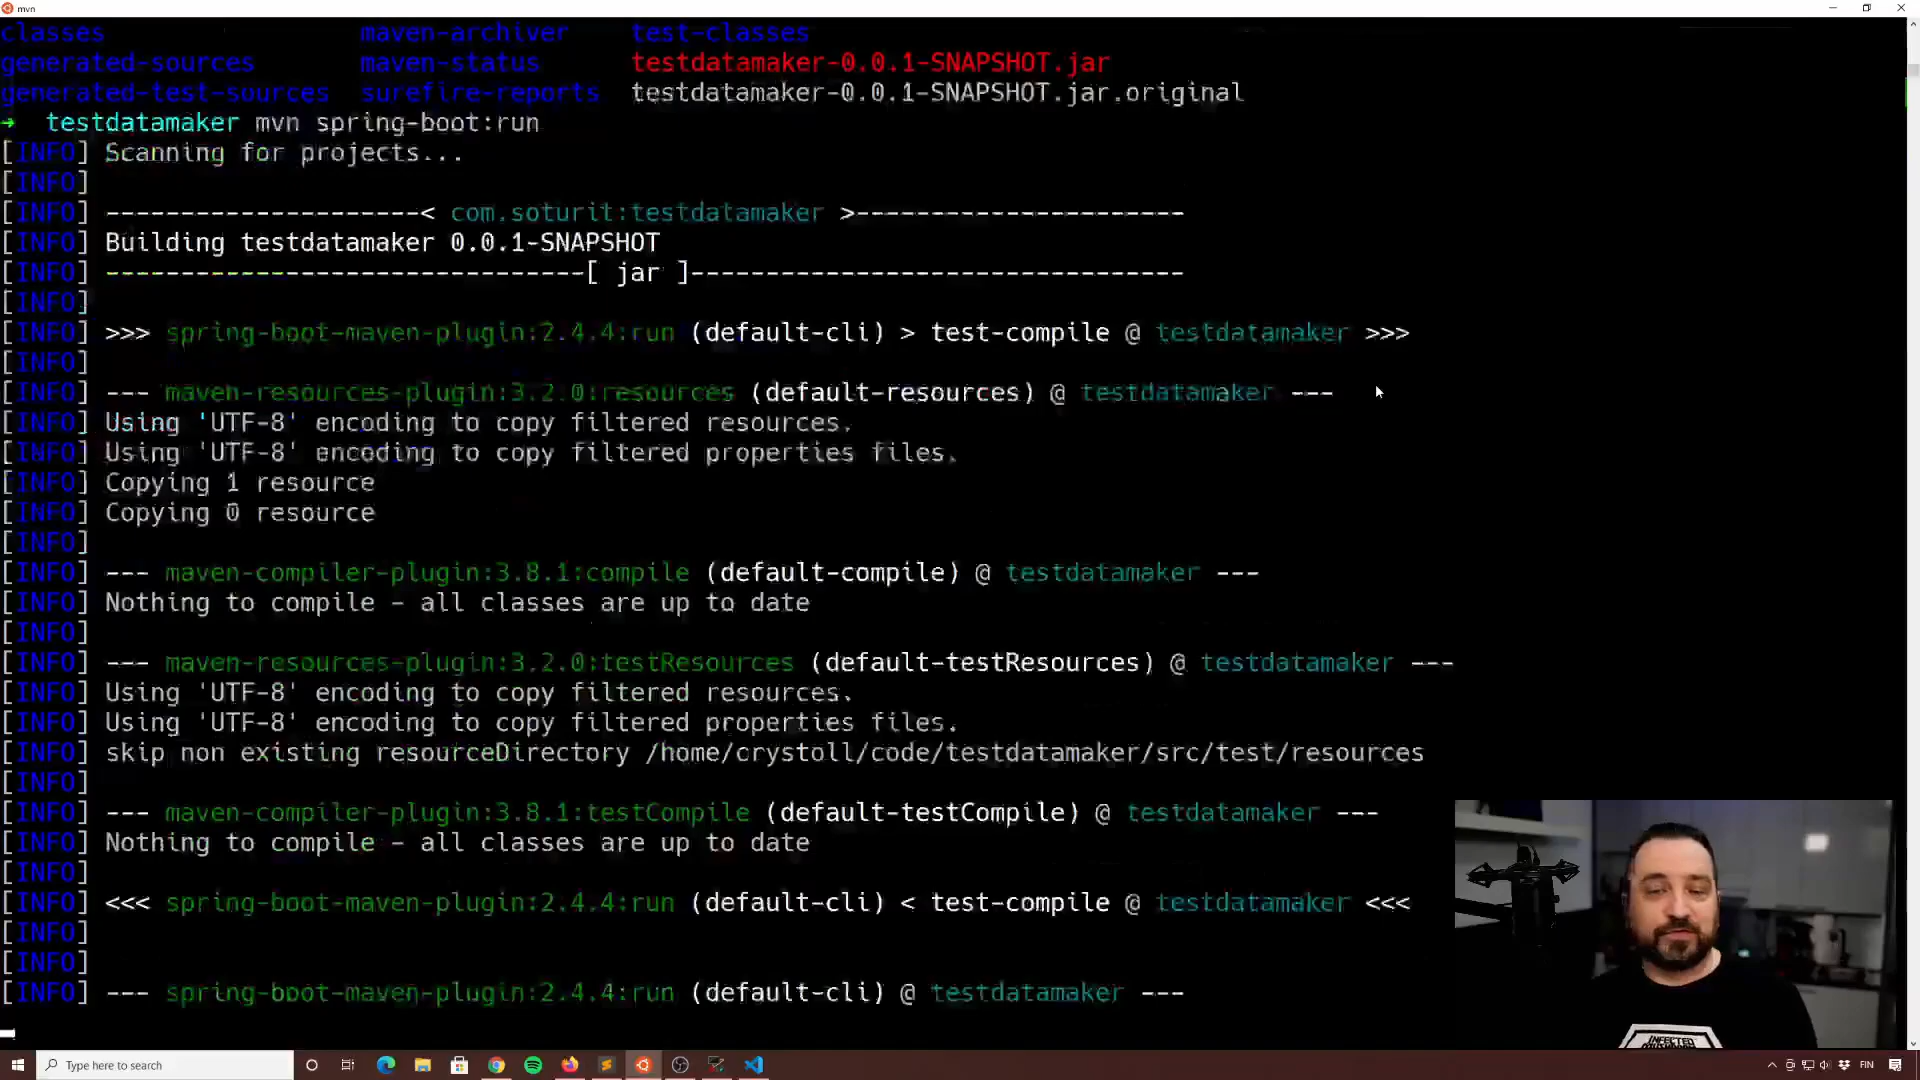 mvn
classes maven-archiver test-classes
generated-sources maven-status testdatamaker-0.0.1-SNAPSHOT.jar
generated-test-sources surefire-reports testdatamaker-0.0.1-SNAPSHOT.jar.original
→ testdatamaker mvn spring-boot:run
[INFO] Scanning for projects...
[INFO]
[INFO] ---------------------< com.soturit:testdatamaker >----------------------
[INFO] Building testdatamaker 0.0.1-SNAPSHOT
[INFO] --------------------------------[ jar ]---------------------------------
[INFO]
[INFO] >>> spring-boot-maven-plugin:2.4.4:run (default-cli) > test-compile @ testdatamaker >>>
[INFO]
[INFO] --- maven-resources-plugin:3.2.0:resources (default-resources) @ testdatamaker ---
[INFO] Using 'UTF-8' encoding to copy filtered resources.
[INFO] Using 'UTF-8' encoding to copy filtered properties files.
[INFO] Copying 1 resource
[INFO] Copying 0 resource
[INFO]
[INFO] --- maven-compiler-plugin:3.8.1:compile (default-compile) @ testdatamaker ---
[INFO] Nothing to compile - all classes are up to date
[INFO]
[INFO] --- maven-resources-plugin:3.2.0:testResources (default-testResources) @ testdatamaker ---
[INFO] Using 'UTF-8' encoding to copy filtered resources.
[INFO] Using 'UTF-8' encoding to copy filtered properties files.
[INFO] skip non existing resourceDirectory /home/crystoll/code/testdatamaker/src/test/resources
[INFO]
[INFO] --- maven-compiler-plugin:3.8.1:testCompile (default-testCompile) @ testdatamaker ---
[INFO] Nothing to compile - all classes are up to date
[INFO]
[INFO] <<< spring-boot-maven-plugin:2.4.4:run (default-cli) < test-compile @ testdatamaker <<<
[INFO]
[INFO]
[INFO] --- spring-boot-maven-plugin:2.4.4:run (default-cli) @ testdatamaker ---
INFECTED
Type here to search
FIN